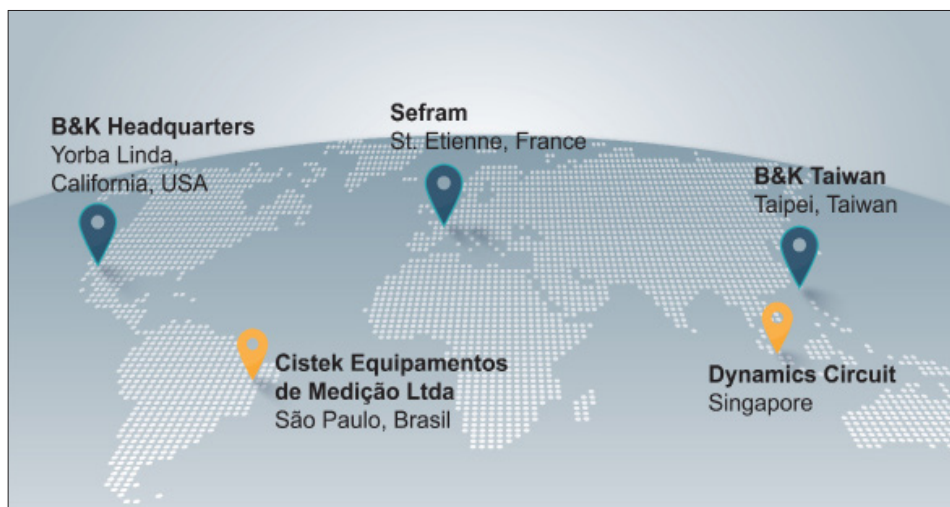 B&K Headquarters
Yorba Linda,
California, USA
Sefram
St. Etienne, France
B&K Taiwan
Taipei, Taiwan
Cistek Equipamentos
de Medição Ltda
São Paulo, Brasil
Dynamics Circuit
Singapore